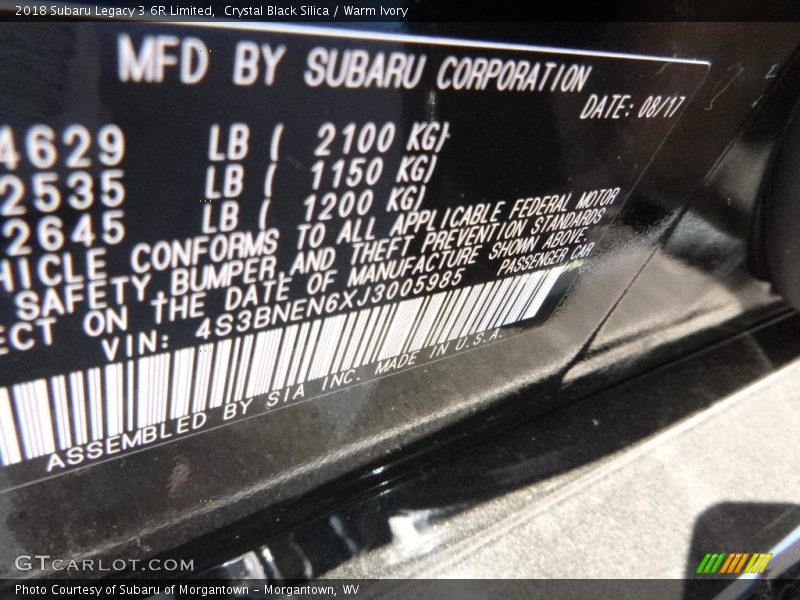 2018 Subaru Legacy 3.6R Limited, Crystal Black Silica / Warm Ivory
MFD BY SUBARU CORPORATION
DATE: 08/17
4629 LB ( 2100 KG)
2535 LB ( 1150 KG)
2645 LB ( 1200 KG)
HICLE CONFORMS TO ALL APPLICABLE FEDERAL MOTOR
SAFETY, BUMPER, AND THEFT PREVENTION STANDARDS
ECT ON THE DATE OF MANUFACTURE SHOWN ABOVE.
VIN: 4S3BNEN6XJ3005985 PASSENGER CAR
ASSEMBLED BY SIA INC. MADE IN U.S.A.
GTCARLOT.COM
Photo Courtesy of Subaru of Morgantown - Morgantown, WV